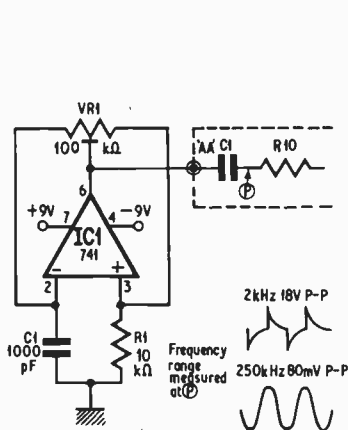 VR1
100 kΩ
'AA' C1
R10
P
6
+9V
7
4
-9V
IC1
741
2
-
+
3
C1
1000
pF
R1
10
kΩ
Frequency
range
measured
at P
2kHz 18V P-P
250kHz 80mV P-P